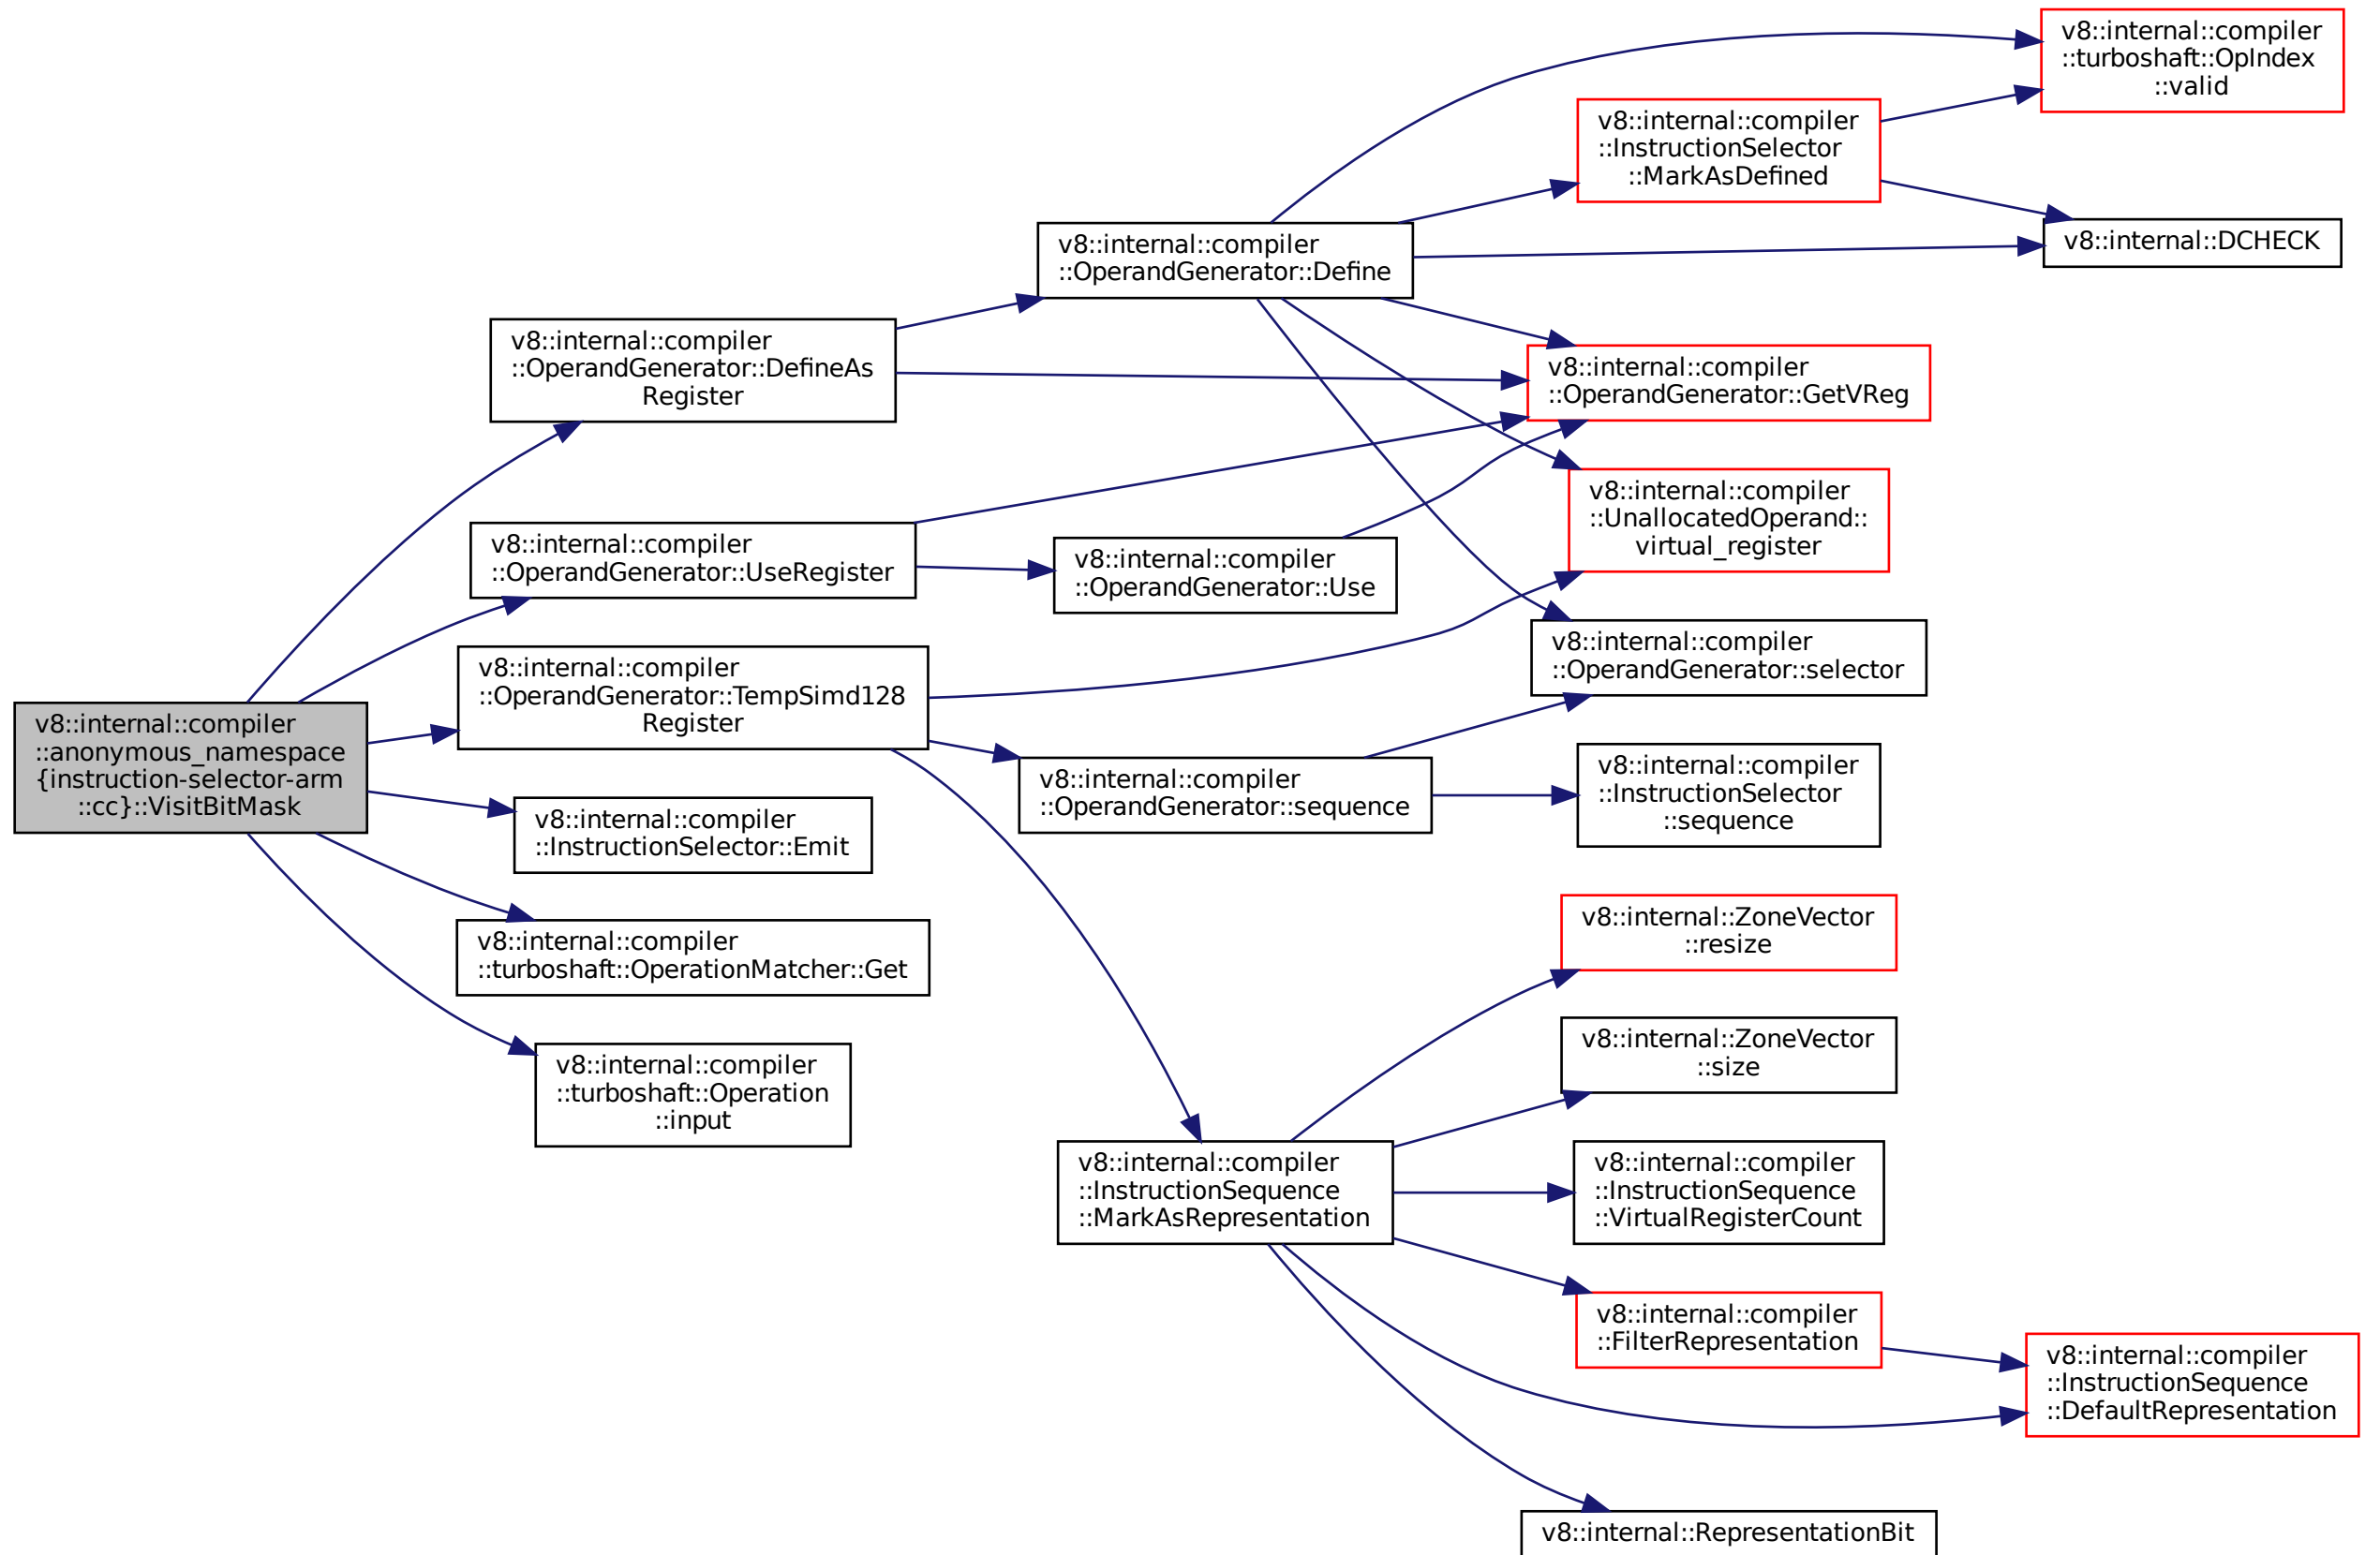 v8::internal::compiler
::turboshaft::OpIndex
::valid
v8::internal::compiler
::InstructionSelector
::MarkAsDefined
v8::internal::DCHECK
v8::internal::compiler
::OperandGenerator::Define
v8::internal::compiler
::OperandGenerator::DefineAs
Register
v8::internal::compiler
::OperandGenerator::GetVReg
v8::internal::compiler
::UnallocatedOperand::
virtual_register
v8::internal::compiler
::OperandGenerator::UseRegister
v8::internal::compiler
::OperandGenerator::Use
v8::internal::compiler
::OperandGenerator::selector
v8::internal::compiler
::OperandGenerator::TempSimd128
Register
v8::internal::compiler
::anonymous_namespace
{instruction-selector-arm
::cc}::VisitBitMask
v8::internal::compiler
::OperandGenerator::sequence
v8::internal::compiler
::InstructionSelector
::sequence
v8::internal::compiler
::InstructionSelector::Emit
v8::internal::ZoneVector
::resize
v8::internal::compiler
::turboshaft::OperationMatcher::Get
v8::internal::ZoneVector
::size
v8::internal::compiler
::turboshaft::Operation
::input
v8::internal::compiler
::InstructionSequence
::MarkAsRepresentation
v8::internal::compiler
::InstructionSequence
::VirtualRegisterCount
v8::internal::compiler
::FilterRepresentation
v8::internal::compiler
::InstructionSequence
::DefaultRepresentation
v8::internal::RepresentationBit